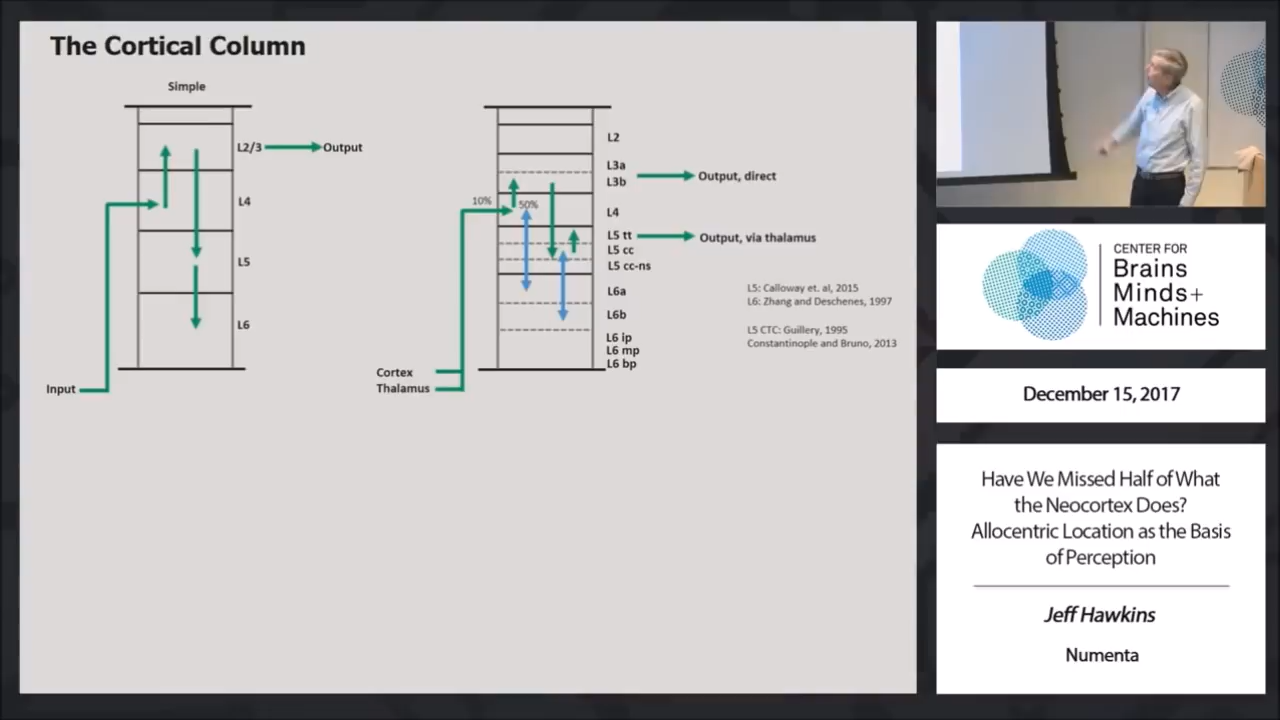 The Cortical Column
Simple
L2/3
Output
L4
L5
L6
Input
L2
L3a
L3b
Output, direct
10%
50%
L4
L5 tt
Output, via thalamus
L5 cc
L5 cc-ns
L6a
L6b
L6 ip
L6 mp
L6 bp
Cortex
Thalamus
L5: Calloway et. al, 2015
L6: Zhang and Deschenes, 1997
L5 CTC: Guillery, 1995
Constantinople and Bruno, 2013
CENTER FOR
Brains
Minds+
Machines
December 15, 2017
Have We Missed Half of What
the Neocortex Does?
Allocentric Location as the Basis
of Perception
Jeff Hawkins
Numenta